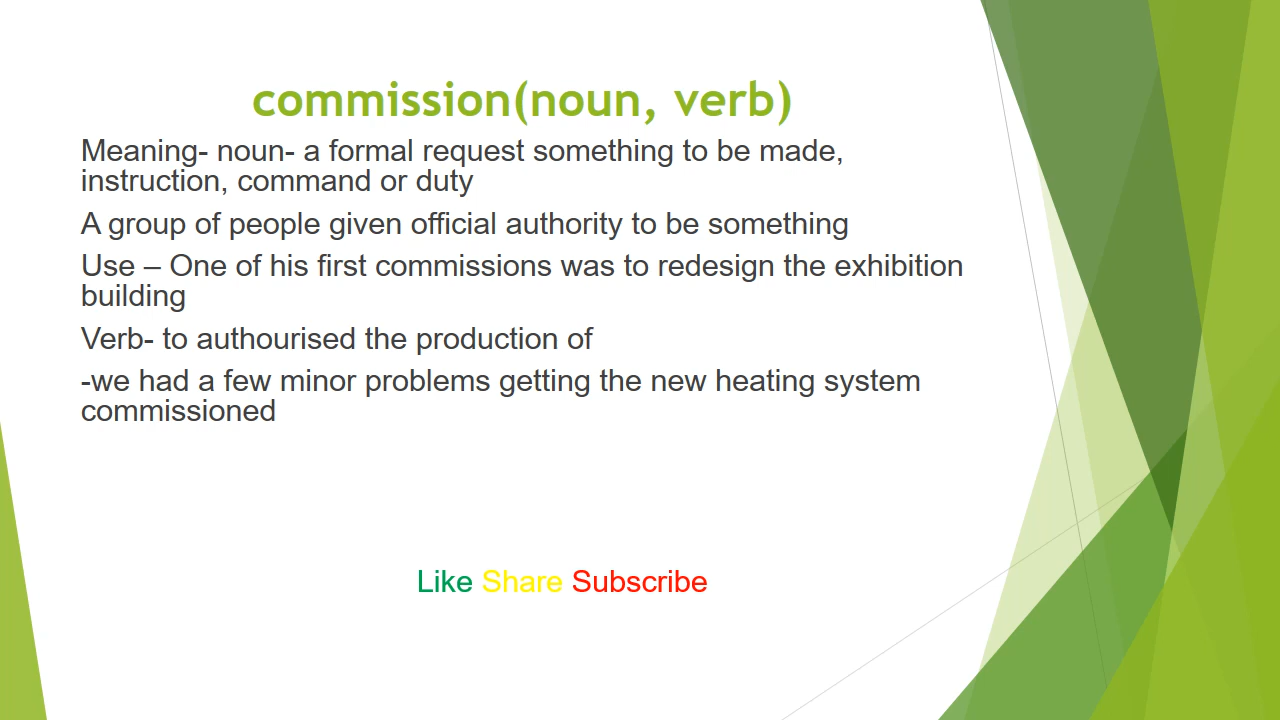 commission(noun, verb)
Meaning- noun- a formal request something to be made,
instruction, command or duty
A group of people given official authority to be something
Use – One of his first commissions was to redesign the exhibition
building
Verb- to authourised the production of
-we had a few minor problems getting the new heating system
commissioned
Like Share Subscribe